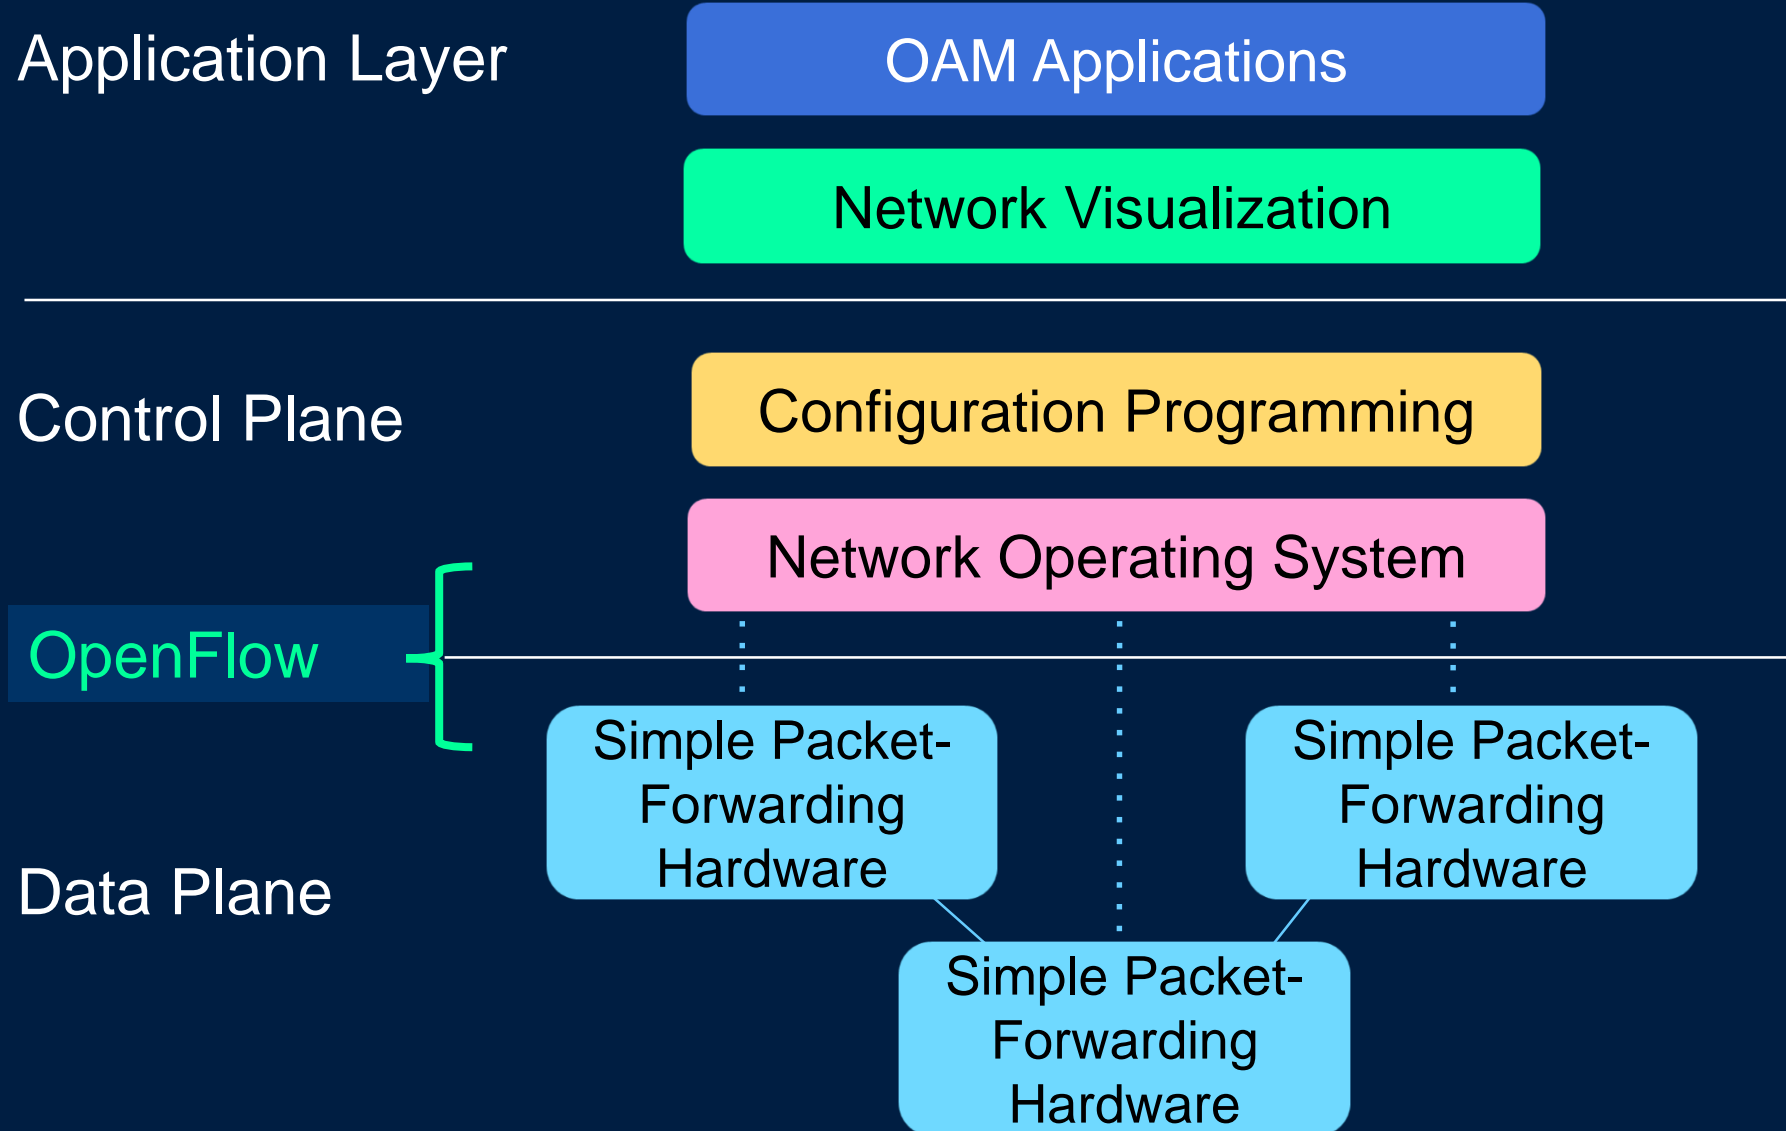 Application Layer
OAM Applications
Network Visualization
Control Plane
Configuration Programming
Network Operating System
OpenFlow
Simple Packet-
Forwarding
Hardware
Simple Packet-
Forwarding
Hardware
Data Plane
Simple Packet-
Forwarding
Hardware